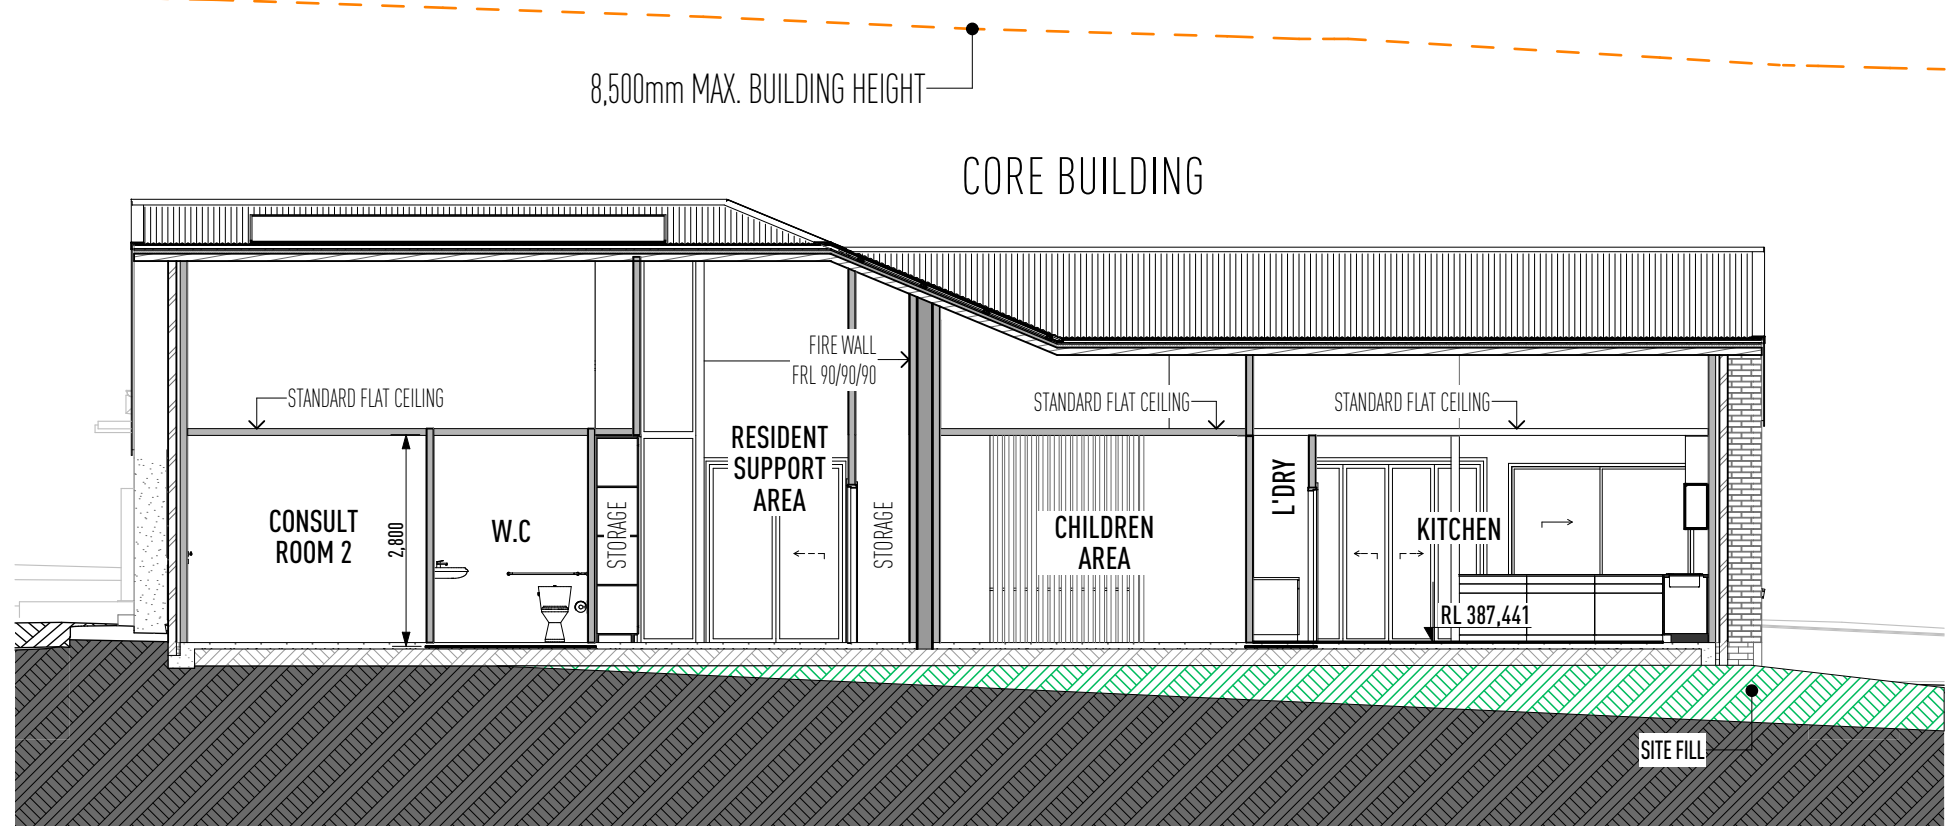 8,500mm MAX. BUILDING HEIGHT
CORE BUILDING
FIRE WALL
FRL 90/90/90
STANDARD FLAT CEILING
STANDARD FLAT CEILING
STANDARD FLAT CEILING
RESIDENT
SUPPORT
AREA
CONSULT
ROOM 2
2,800
W.C
STORAGE
STORAGE
CHILDREN
AREA
L'DRY
KITCHEN
RL 387,441
SITE FILL